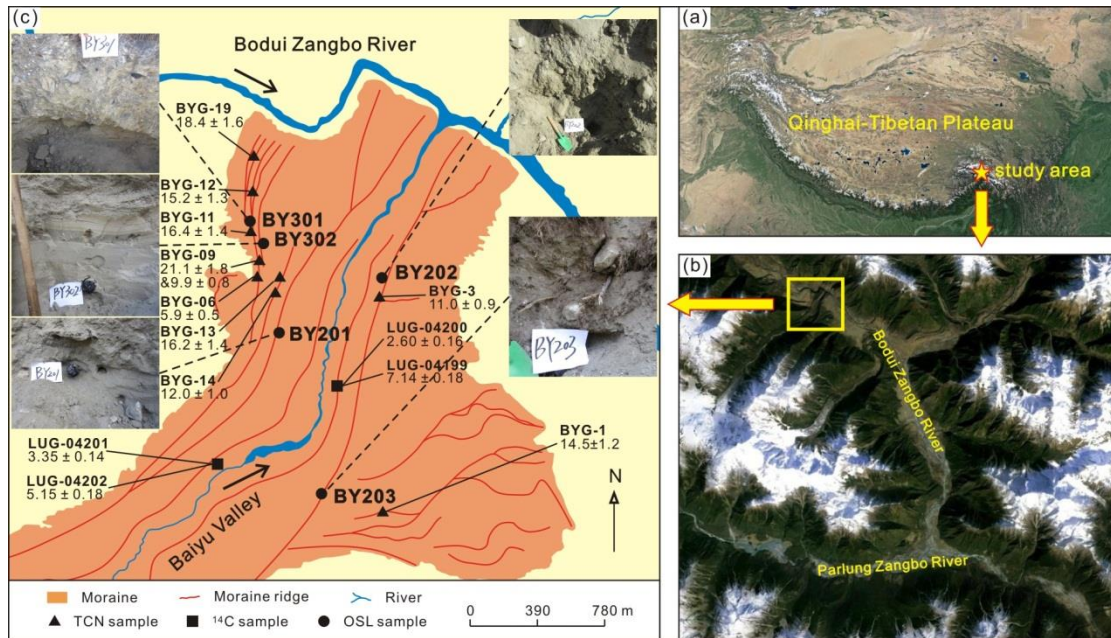 (c)
BY301
Bodui Zangbo River
BYG-19
18.4 ± 1.6
BYG-12
15.2 ± 1.3
BYG-11
16.4 ± 1.4
BY301
BY302
BYG-09
21.1 ± 1.8
&9.9 ± 0.8
BYG-06
5.9 ± 0.5
BYG-13
16.2 ± 1.4
BYG-14
12.0 ± 1.0
BY302
BY201
BY201
BY202
BYG-3
11.0 ± 0.9
LUG-04200
2.60 ± 0.16
LUG-04199
7.14 ± 0.18
BY203
BYG-1
14.5±1.2
LUG-04201
3.35 ± 0.14
LUG-04202
5.15 ± 0.18
BY203
Baiyu Valley
N
Moraine
Moraine ridge
River
TCN sample
¹⁴C sample
OSL sample
0 390 780 m
(a)
Qinghai-Tibetan Plateau
study area
(b)
Bodui Zangbo River
Parlung Zangbo River